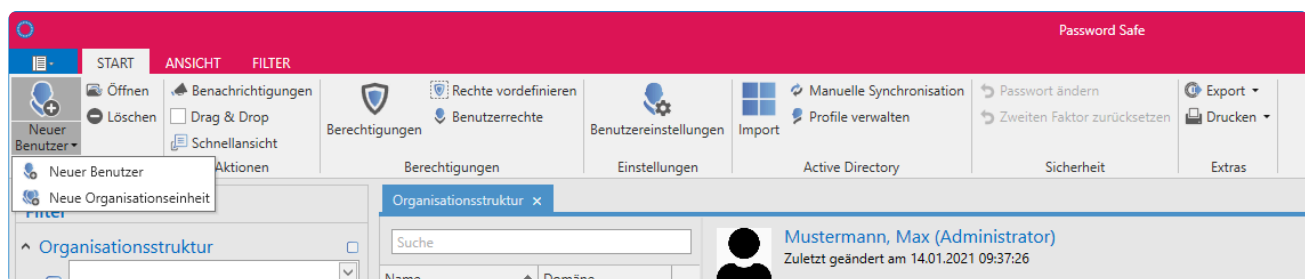 Password Safe
START ANSICHT FILTER
Neuer Benutzer
Öffnen
Löschen
Benachrichtigungen
Drag & Drop
Schnellansicht
Aktionen
Berechtigungen
Rechte vordefinieren
Benutzerrechte
Berechtigungen
Benutzereinstellungen
Einstellungen
Import
Manuelle Synchronisation
Profile verwalten
Active Directory
Passwort ändern
Zweiten Faktor zurücksetzen
Sicherheit
Export
Drucken
Extras
Neuer Benutzer
Neue Organisationseinheit
Filter
Organisationsstruktur
Organisationsstruktur
Suche
Name Domäne
Mustermann, Max (Administrator)
Zuletzt geändert am 14.01.2021 09:37:26